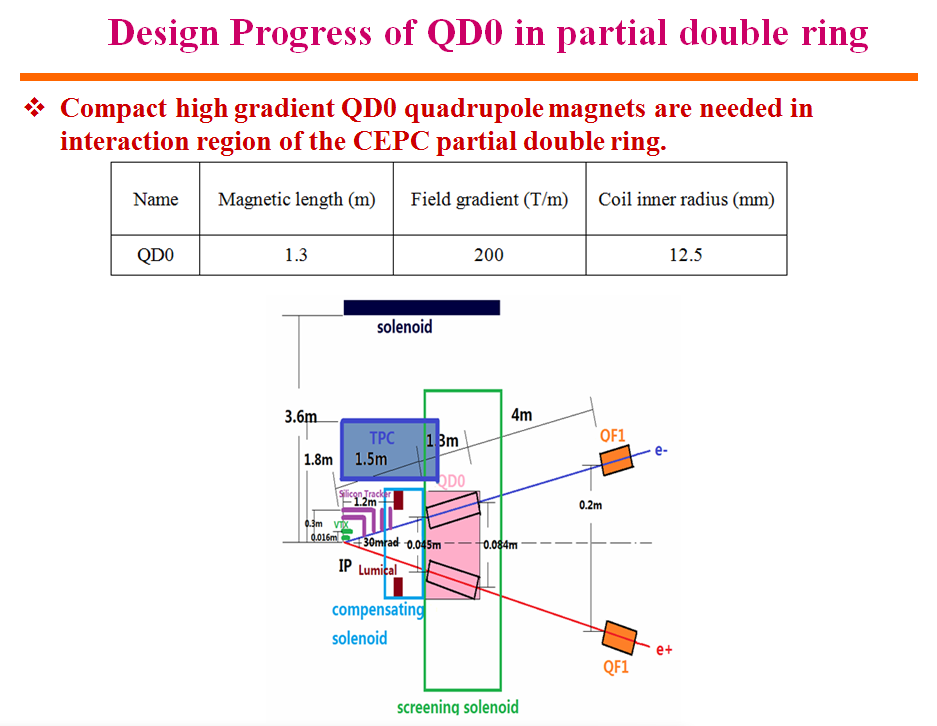 Design Progress of QD0 in partial double ring
❖ Compact high gradient QD0 quadrupole magnets are needed in
interaction region of the CEPC partial double ring.
Name Magnetic length (m) Field gradient (T/m) Coil inner radius (mm)
QD0 1.3 200 12.5
solenoid
3.6m
4m
TPC
1.3m
QF1
e-
1.8m
1.5m
QD0
Silicon Tracker
1.2m
0.2m
0.3m
VTX
0.016m
30mrad
0.045m
0.084m
IP
Lumical
compensating
solenoid
e+
QF1
screening solenoid